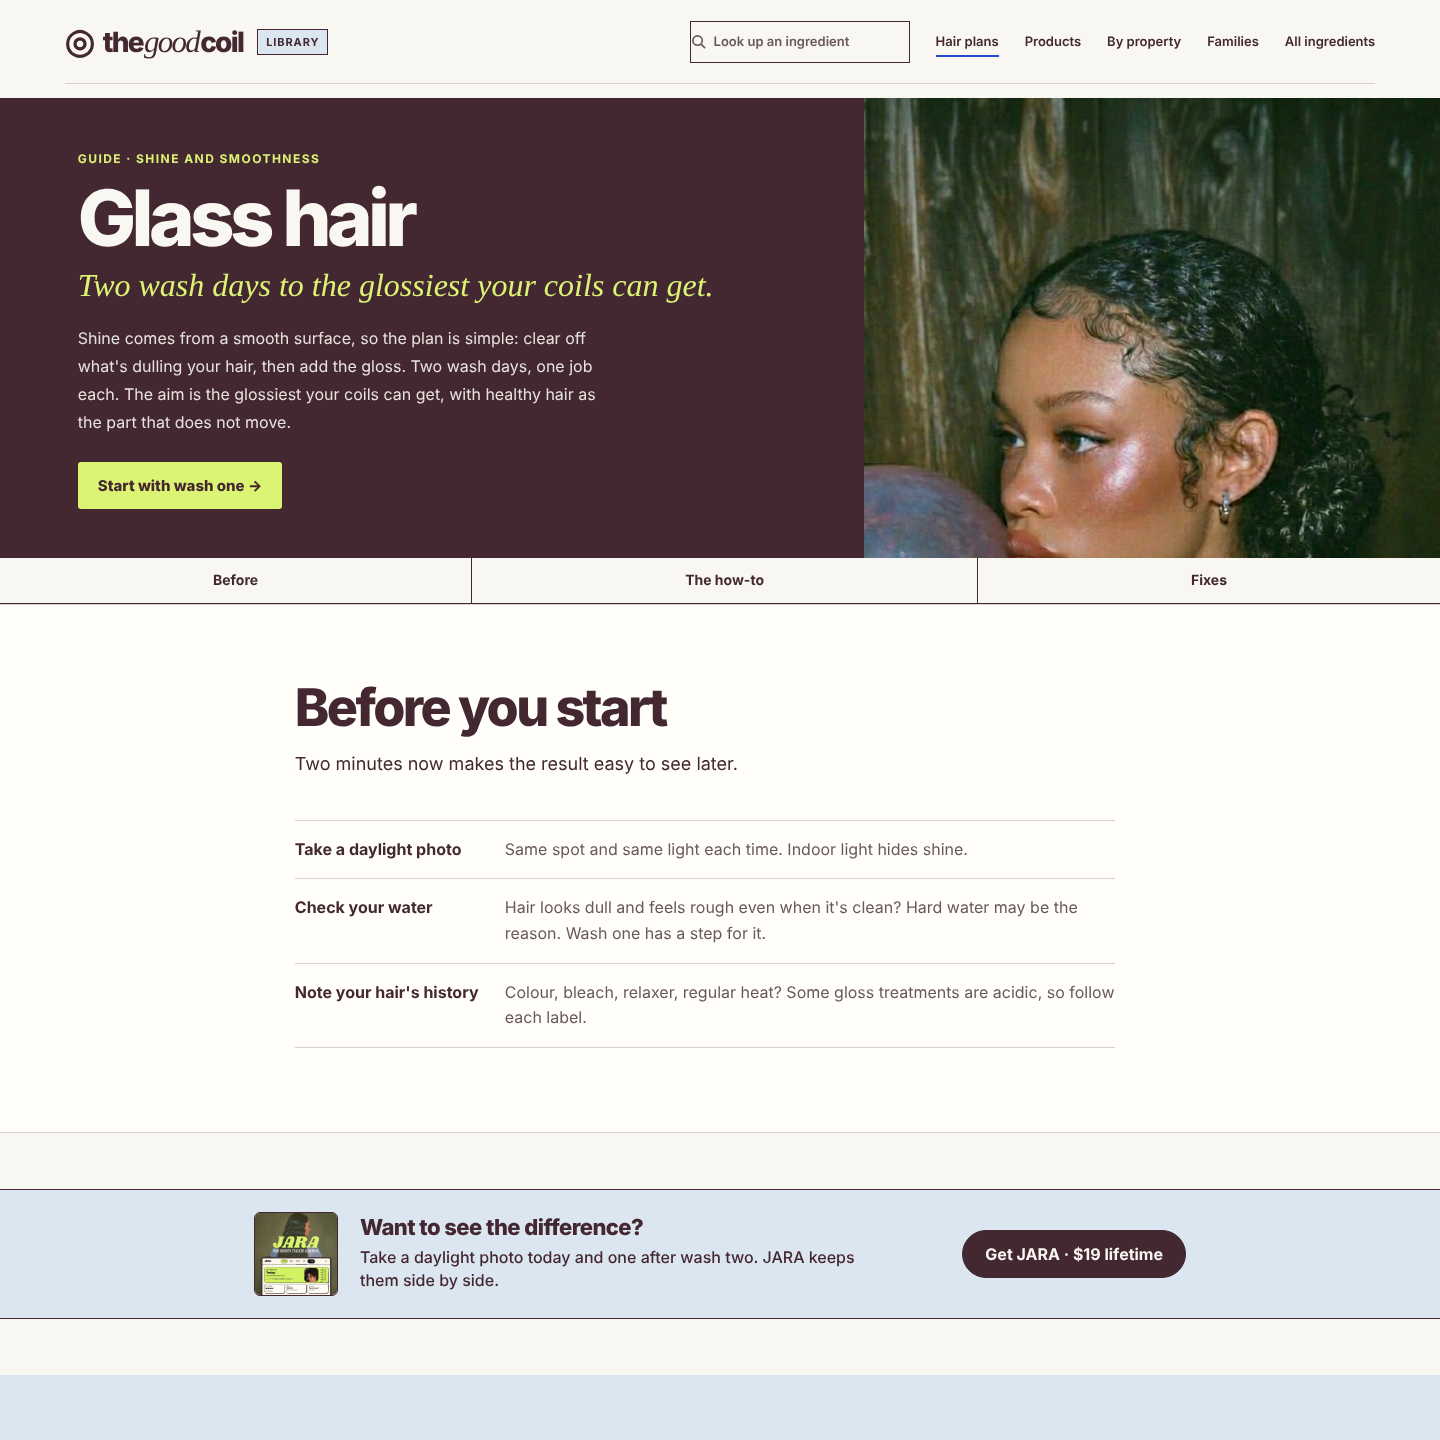 thegoodcoil
LIBRARY
Look up an ingredient
Hair plans
Products
By property
Families
All ingredients
GUIDE · SHINE AND SMOOTHNESS
Glass hair
Two wash days to the glossiest your coils can get.
Shine comes from a smooth surface, so the plan is simple: clear off
what's dulling your hair, then add the gloss. Two wash days, one job
each. The aim is the glossiest your coils can get, with healthy hair as
the part that does not move.
Start with wash one →
Before
The how-to
Fixes
Before you start
Two minutes now makes the result easy to see later.
Take a daylight photo
Same spot and same light each time. Indoor light hides shine.
Check your water
Hair looks dull and feels rough even when it's clean? Hard water may be the
reason. Wash one has a step for it.
Note your hair's history
Colour, bleach, relaxer, regular heat? Some gloss treatments are acidic, so follow
each label.
JARA
Want to see the difference?
Take a daylight photo today and one after wash two. JARA keeps
them side by side.
Get JARA · $19 lifetime